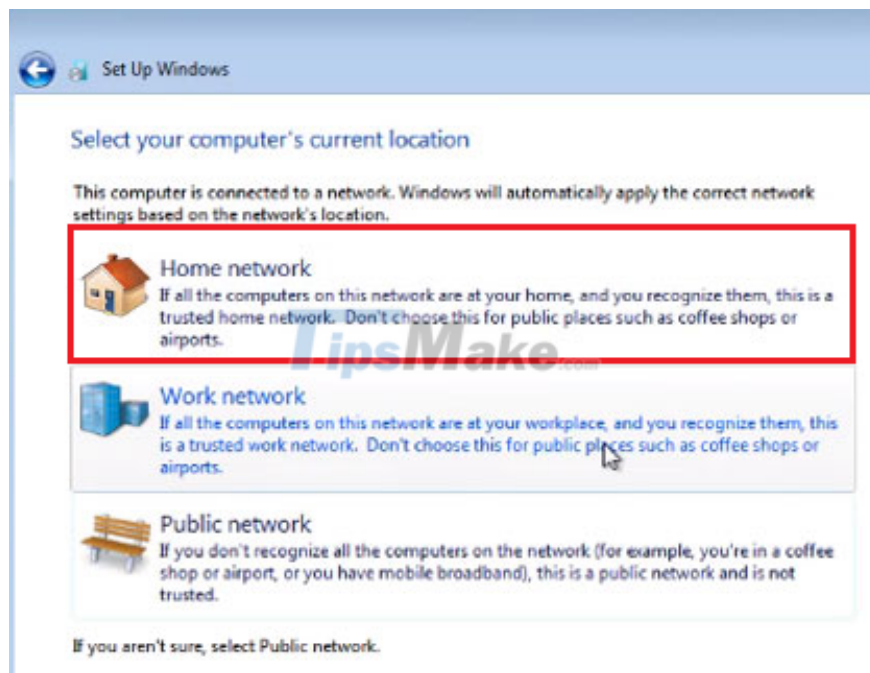 Set Up Windows
Select your computer's current location
This computer is connected to a network. Windows will automatically apply the correct network
settings based on the network's location.
Home network
If all the computers on this network are at your home, and you recognize them, this is a
trusted home network. Don't choose this for public places such as coffee shops or
airports.
TipsMake.com
Work network
If all the computers on this network are at your workplace, and you recognize them, this
is a trusted work network. Don't choose this for public places such as coffee shops or
airports.
Public network
If you don't recognize all the computers on the network (for example, you're in a coffee
shop or airport, or you have mobile broadband), this is a public network and is not
trusted.
If you aren't sure, select Public network.